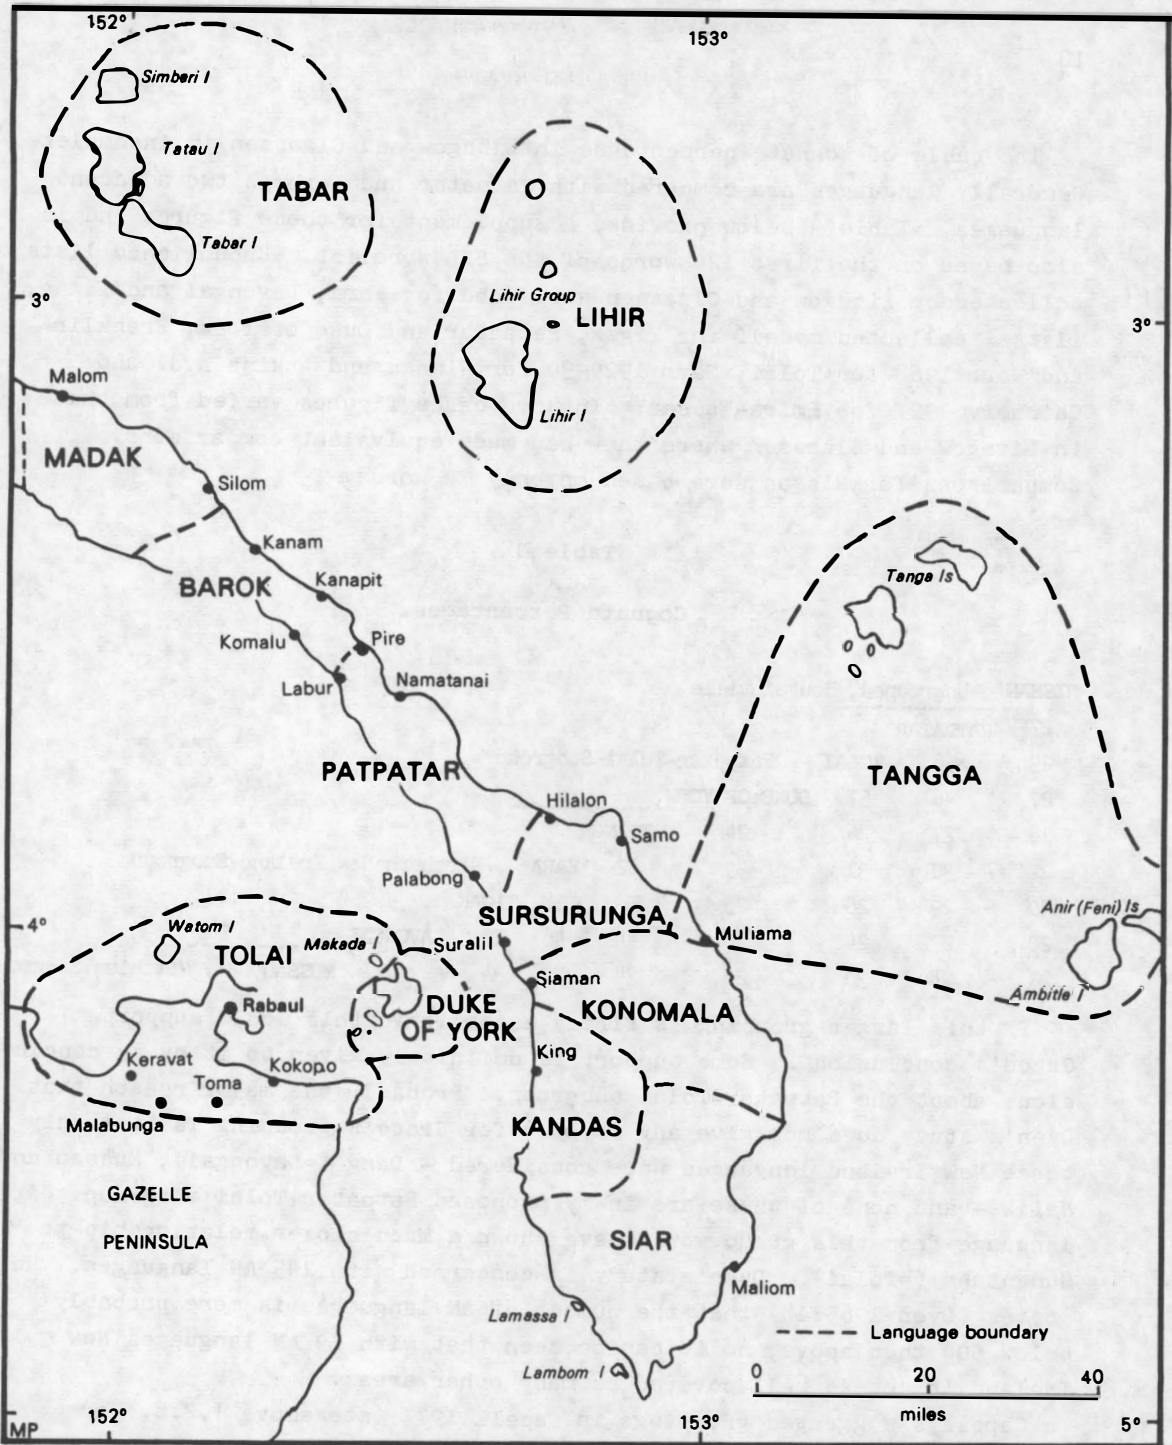 152°
153°
Simberi I
Tatau I
TABAR
Tabar I
3°
Lihir Group
LIHIR
3°
Lihir I
Malom
MADAK
Silom
Kanam
Tanga Is
BAROK
Kanapit
Komalu
Pire
Labur
Namatanai
PATPATAR
TANGGA
Hilalon
Samo
Palabong
SURSURUNGA
Anir (Feni) Is
4°
Watom I
TOLAI
Makada I
Suralil
Muliama
Siaman
Ambitle I
Rabaul
DUKE
OF YORK
KONOMALA
Keravat
Kokopo
King
Toma
Malabunga
KANDAS
GAZELLE
PENINSULA
SIAR
Maliom
Lamassa I
Language boundary
Lambom I
0 20 40
miles
MP
152°
153°
5°